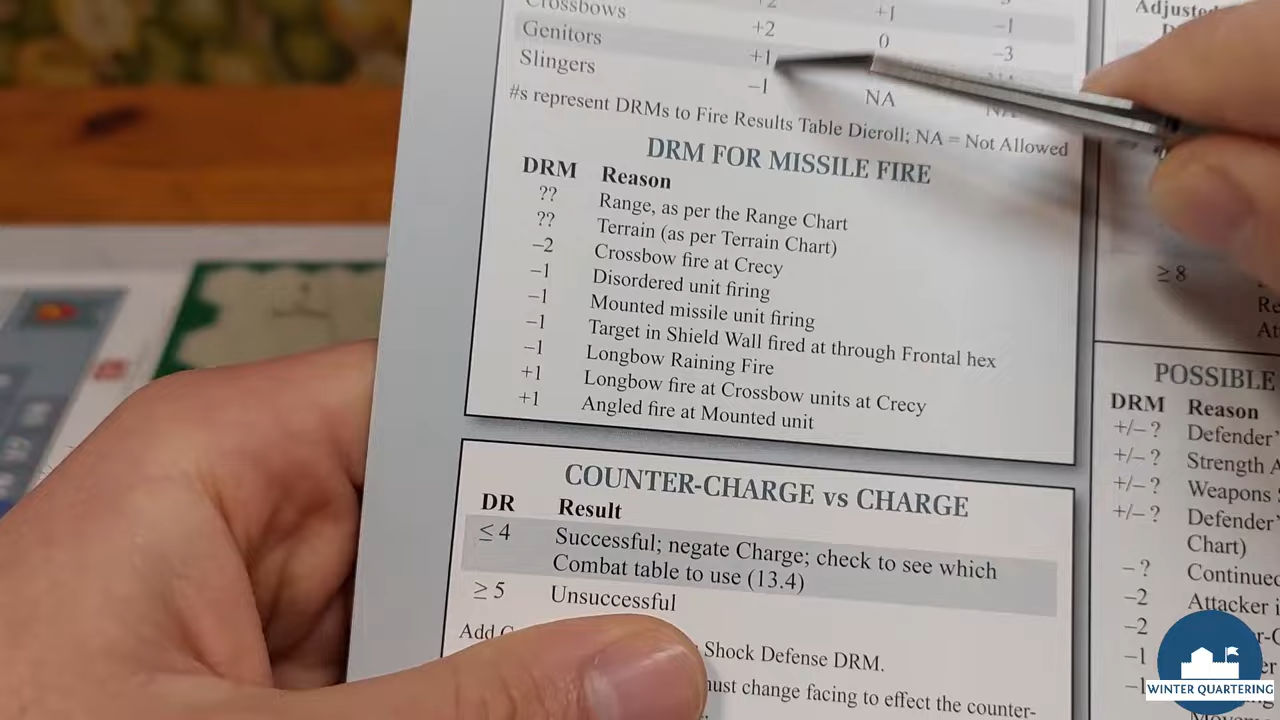 +2 +1 −1
Crossbows +2 0 −3
Genitors +1
Slingers −1 NA NA
#s represent DRMs to Fire Results Table Dieroll; NA = Not Allowed
DRM FOR MISSILE FIRE
DRM Reason
?? Range, as per the Range Chart
?? Terrain (as per Terrain Chart)
−2 Crossbow fire at Crecy
−1 Disordered unit firing
−1 Mounted missile unit firing
−1 Target in Shield Wall fired at through Frontal hex
−1 Longbow Raining Fire
+1 Longbow fire at Crossbow units at Crecy
+1 Angled fire at Mounted unit
COUNTER-CHARGE vs CHARGE
DR Result
≤ 4 Successful; negate Charge; check to see which
Combat table to use (13.4)
≥ 5 Unsuccessful
Add
Shock Defense DRM.
must change facing to effect the counter-
Adjusted
≥ 8
Re
At
POSSIBLE
DRM Reason
+/− ? Defender'
+/− ? Strength A
+/− ? Weapons
+/− ? Defender'
Chart)
− ? Continued
−2 Attacker i
−2
−1
−1
WINTER QUARTERING